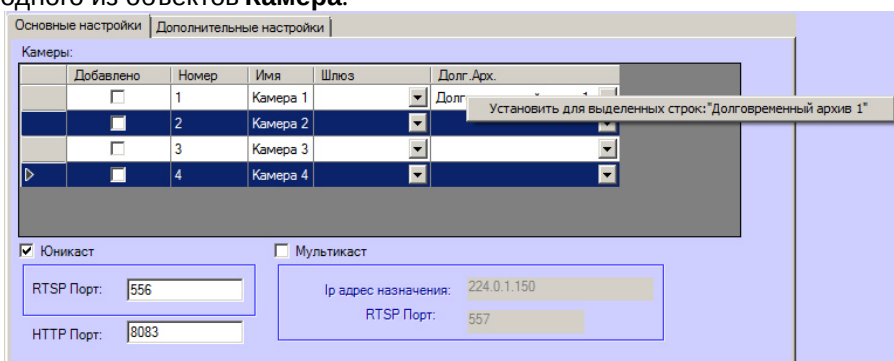 одного из объектов Камера.
Основные настройки Дополнительные настройки
Камеры:
Добавлено Номер Имя Шлюз Долг.Арх.
1 Камера 1 Долг 1
Установить для выделенных строк:"Долговременный архив 1"
2 Камера 2
3 Камера 3
4 Камера 4
Юникаст Мультикаст
RTSP Порт: 556 Ip адрес назначения: 224.0.1.150
RTSP Порт: 557
HTTP Порт: 8083